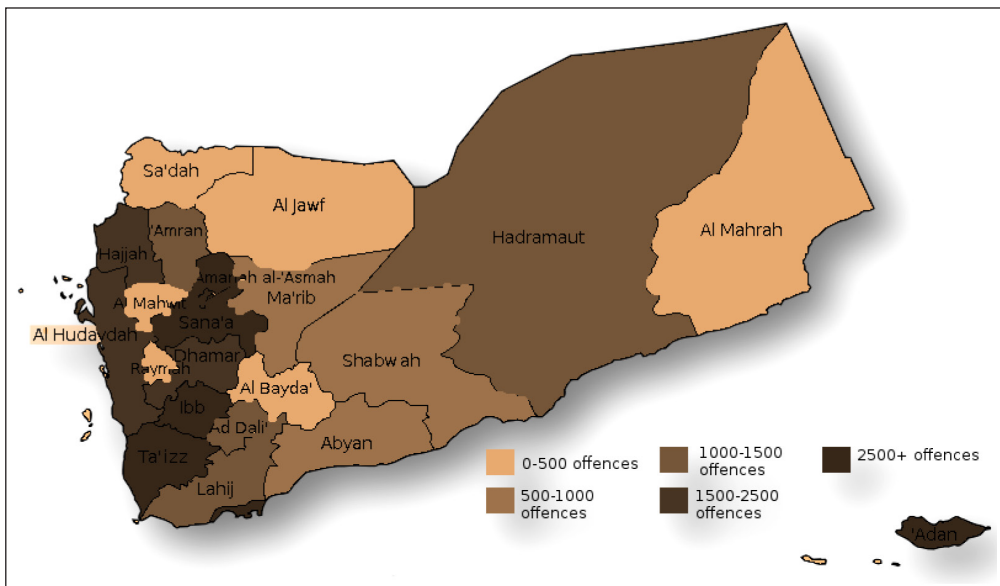 Sa'dah
Al Jawf
'Amran
Hajjah
Hadramaut
Al Mahrah
Amanah al-'Asmah
Ma'rib
Al Mahwit
Sana'a
Al Hudaydah
Dhamar
Raymah
Shabwah
Al Bayda'
Ibb
Ad Dali'
Abyan
Ta'izz
Lahij
0-500 offences
500-1000
offences
1000-1500
offences
1500-2500
offences
2500+ offences
'Adan